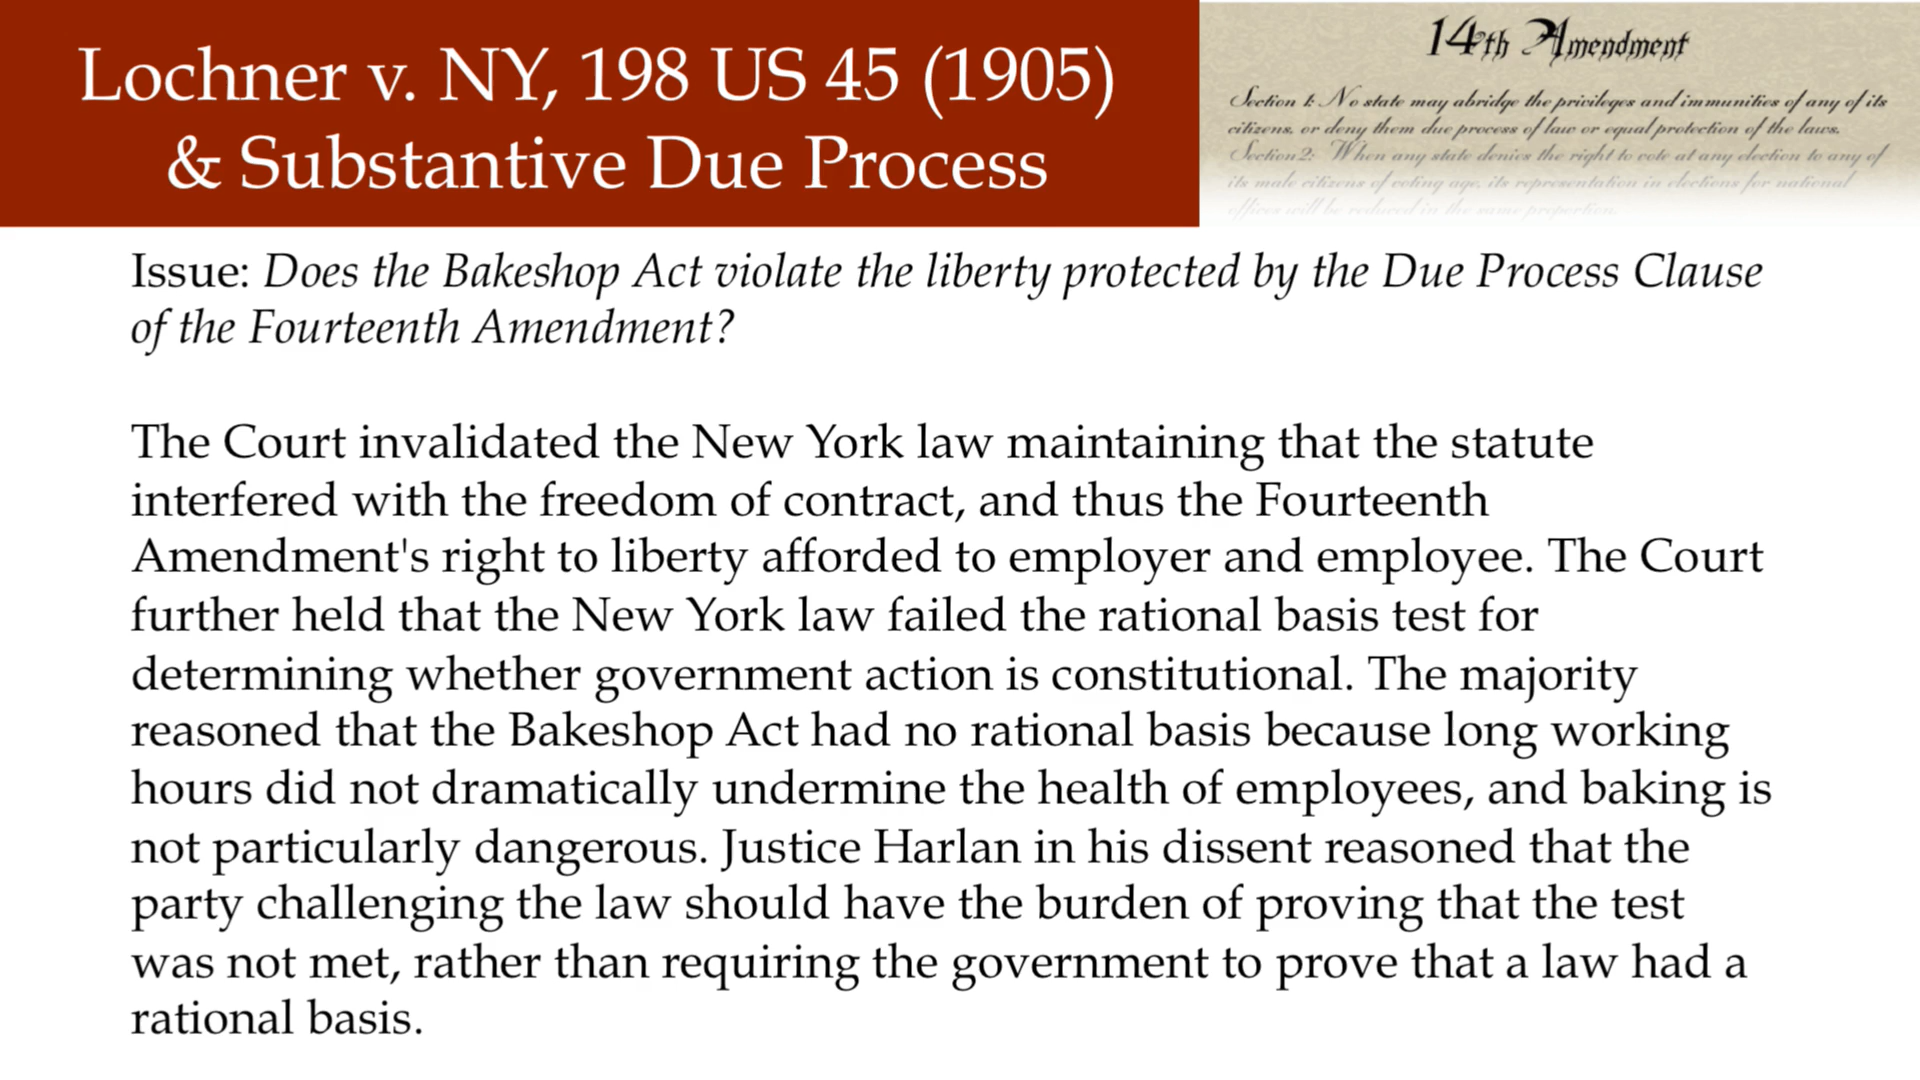 Lochner v. NY, 198 US 45 (1905)
& Substantive Due Process
14th Amendment
Section 1: No state may abridge the privileges and immunities of any of its
citizens, or deny them due process of law or equal protection of the laws.
Section 2: When any state denies the right to vote at any election to any of
its male citizens of voting age, its representation in elections for national
offices will be reduced in the same proportion.
Issue: Does the Bakeshop Act violate the liberty protected by the Due Process Clause
of the Fourteenth Amendment?
The Court invalidated the New York law maintaining that the statute
interfered with the freedom of contract, and thus the Fourteenth
Amendment's right to liberty afforded to employer and employee. The Court
further held that the New York law failed the rational basis test for
determining whether government action is constitutional. The majority
reasoned that the Bakeshop Act had no rational basis because long working
hours did not dramatically undermine the health of employees, and baking is
not particularly dangerous. Justice Harlan in his dissent reasoned that the
party challenging the law should have the burden of proving that the test
was not met, rather than requiring the government to prove that a law had a
rational basis.